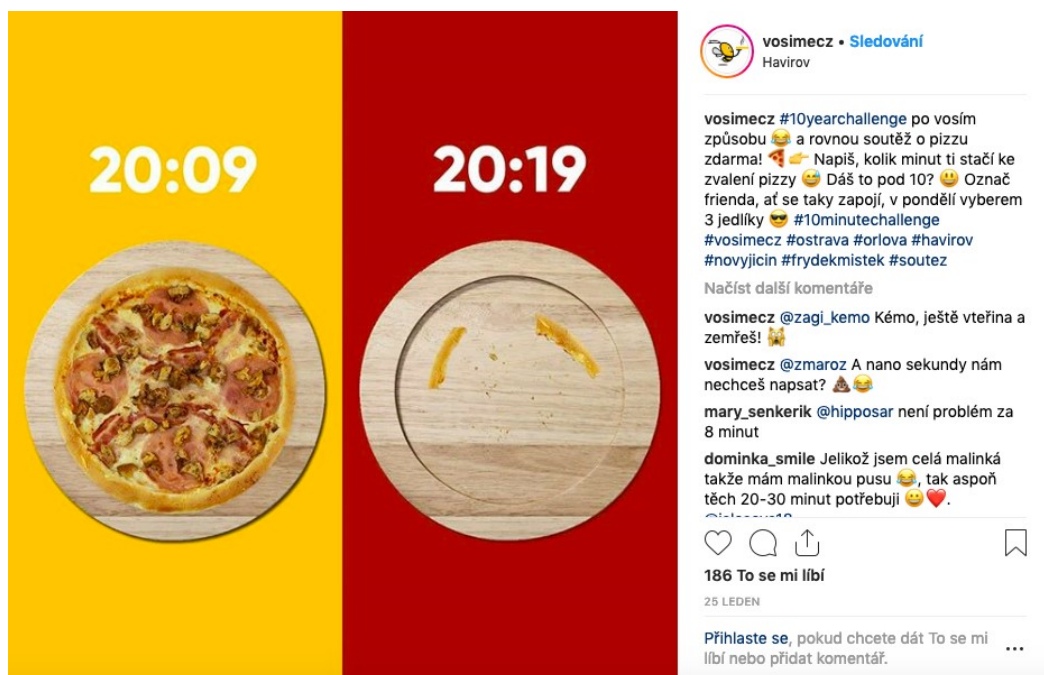 20:09
20:19
vosimecz • Sledování
Havirov
vosimecz #10yearchallenge po vosím
způsobu 😂 a rovnou soutěž o pizzu
zdarma! 🍕👉 Napiš, kolik minut ti stačí ke
zvalení pizzy 😅 Dáš to pod 10? 😃 Označ
frienda, ať se taky zapojí, v pondělí vyberem
3 jedlíky 😎 #10minutechallenge
#vosimecz #ostrava #orlova #havirov
#novyjicin #frydekmistek #soutez
Načíst další komentáře
vosimecz @zagi_kemo Kémo, ještě vteřina a
zemřeš! 🙀
vosimecz @zmaroz A nano sekundy nám
nechceš napsat? 💩😂
mary_senkerik @hipposar není problém za
8 minut
dominka_smile Jelikož jsem celá malinká
takže mám malinkou pusu 😂, tak aspoň
těch 20-30 minut potřebuji 😀❤️.
186 To se mi líbí
25 LEDEN
Přihlaste se, pokud chcete dát To se mi
líbí nebo přidat komentář.